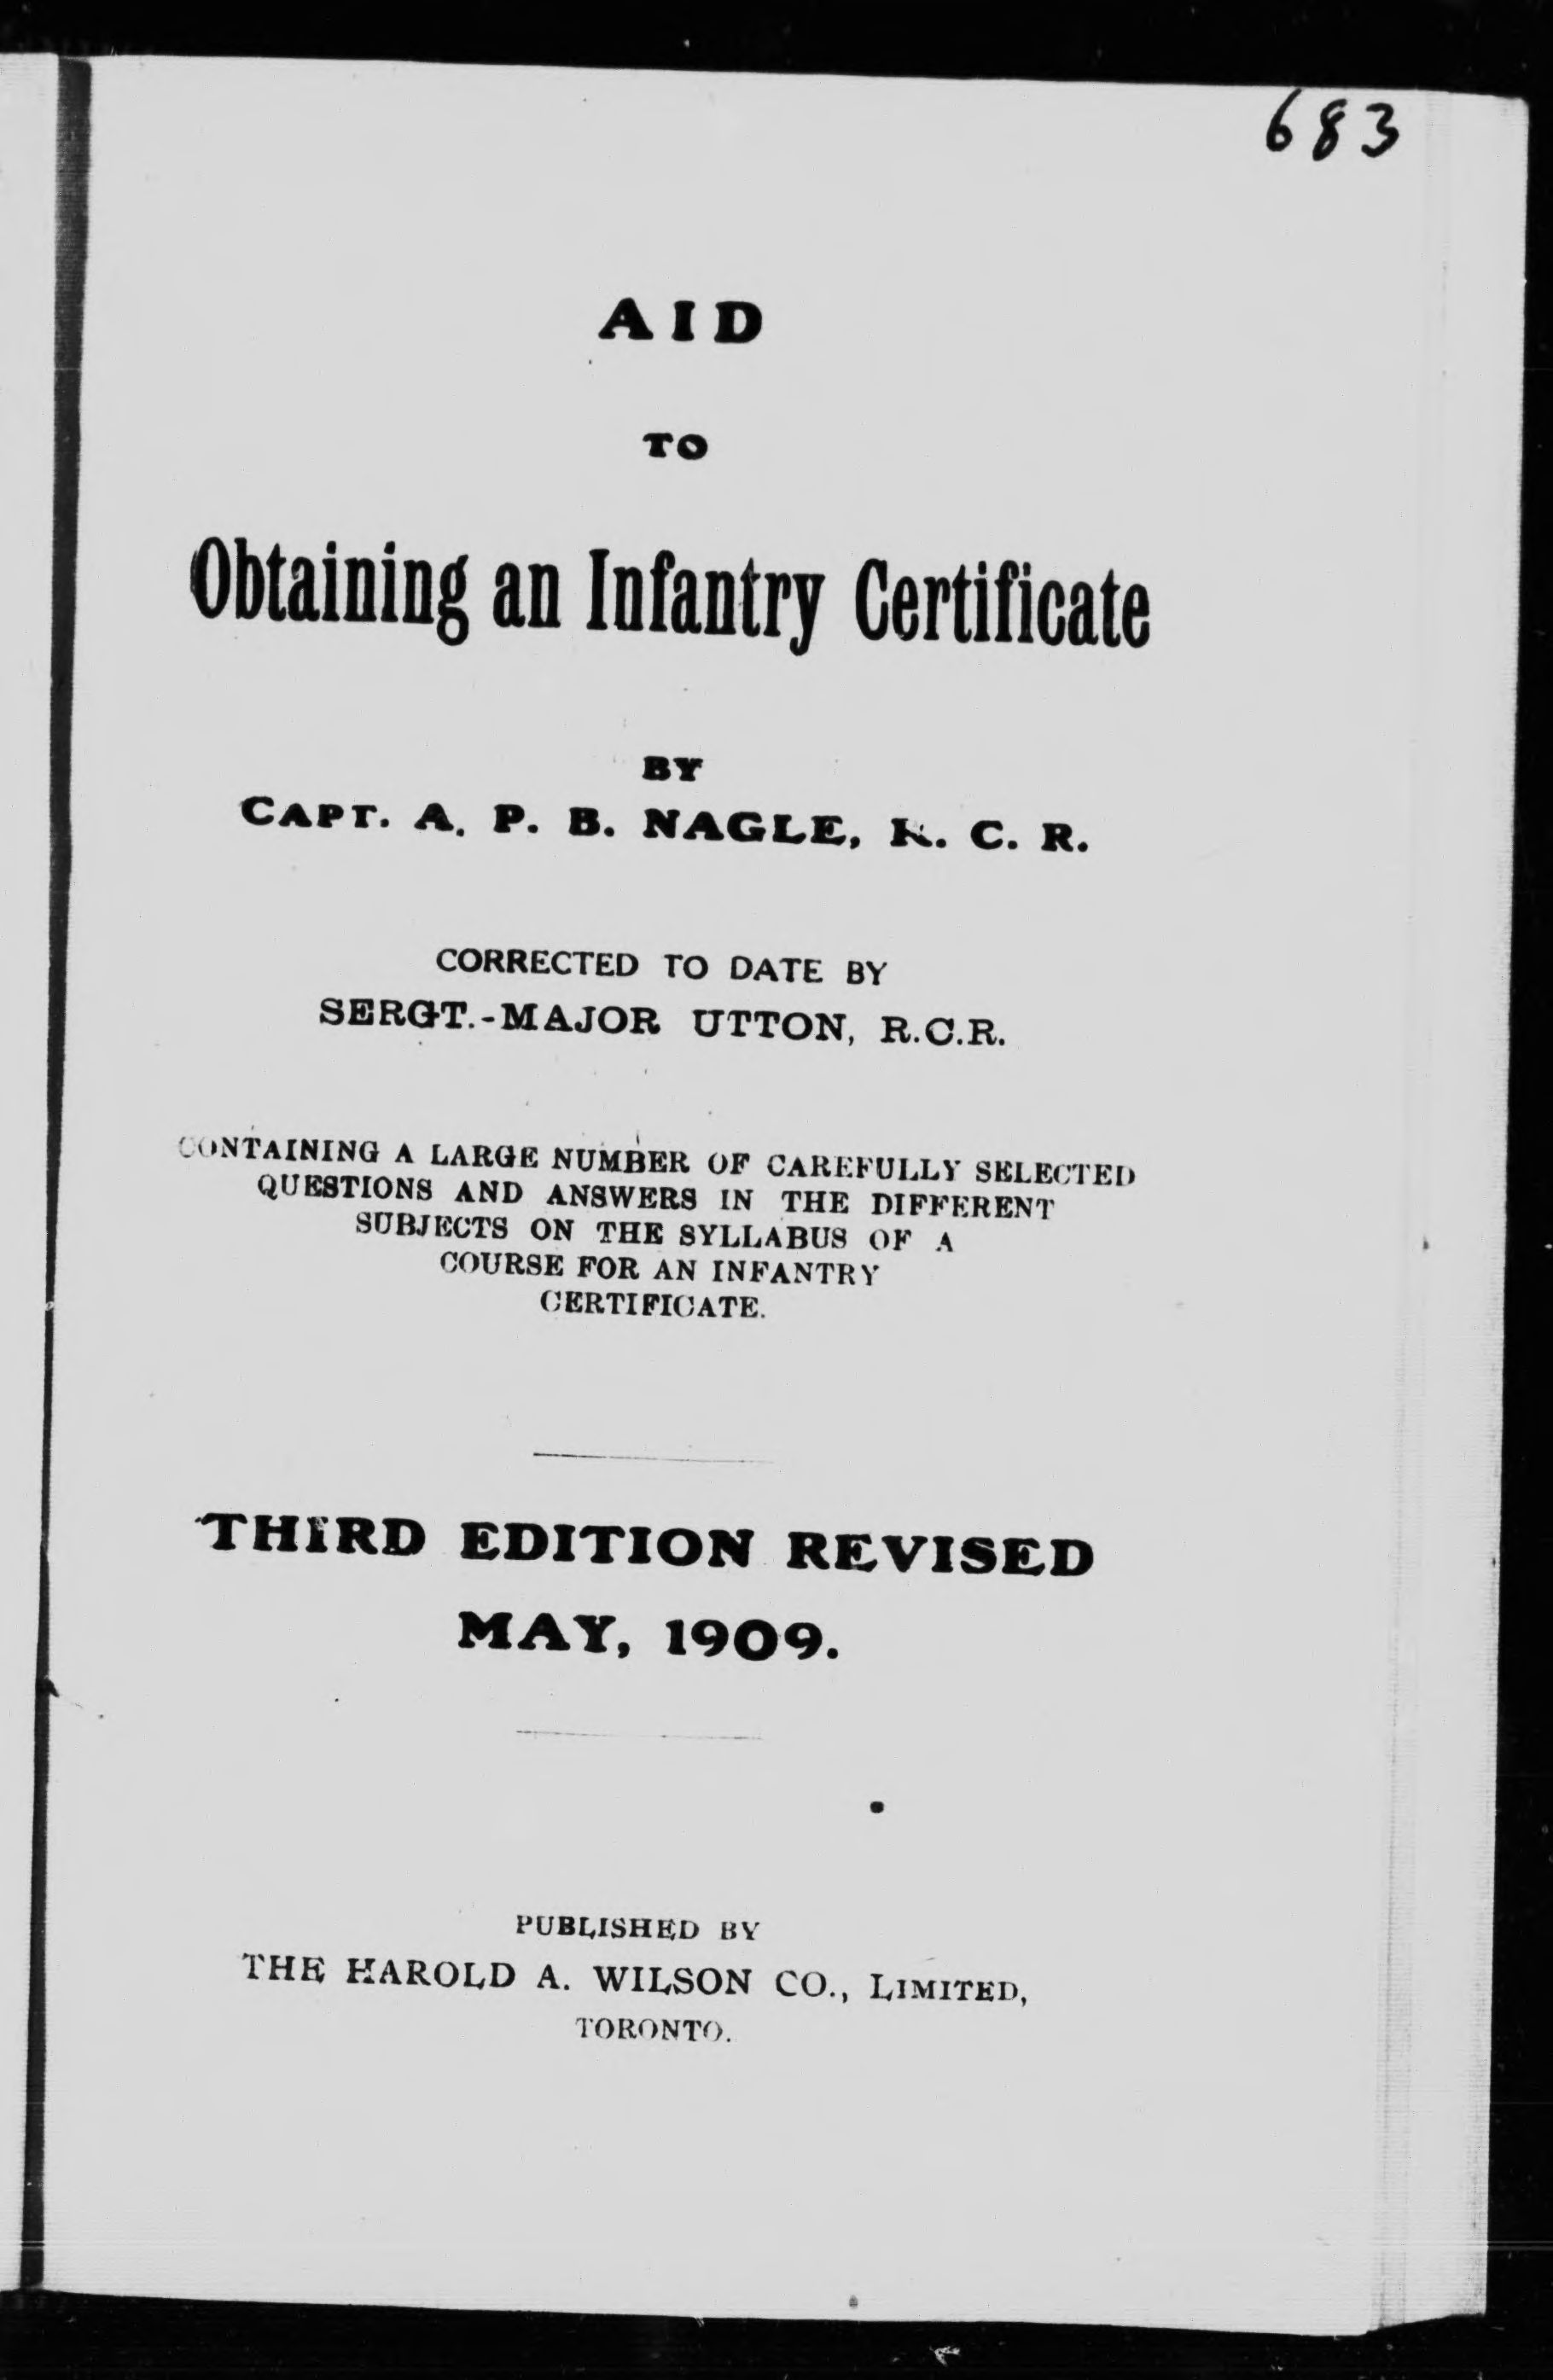 683
AID
TO
Obtaining an Infantry Certificate
BY
CAPT. A. P. B. NAGLE, R. C. R.
CORRECTED TO DATE BY
SERGT.-MAJOR UTTON, R.C.R.
CONTAINING A LARGE NUMBER OF CAREFULLY SELECTED
QUESTIONS AND ANSWERS IN THE DIFFERENT
SUBJECTS ON THE SYLLABUS OF A
COURSE FOR AN INFANTRY
CERTIFICATE.
THIRD EDITION REVISED
MAY, 1909.
PUBLISHED BY
THE HAROLD A. WILSON CO., LIMITED,
TORONTO.